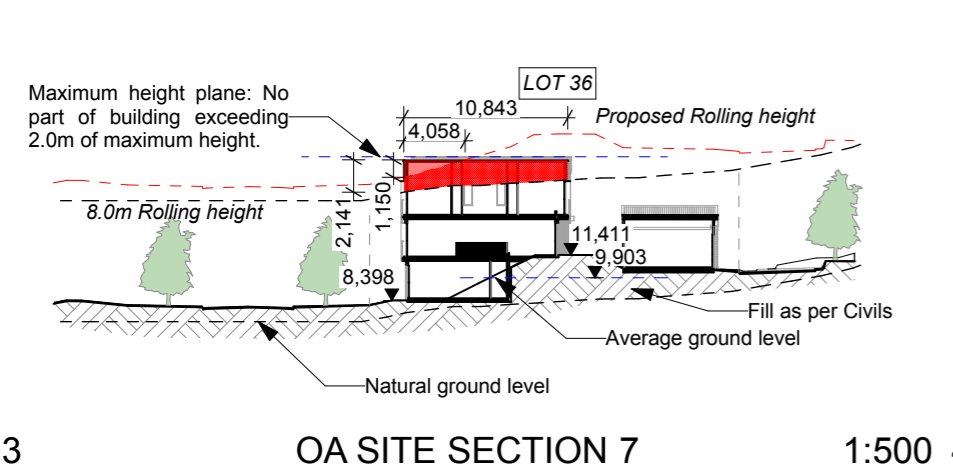 LOT 36
Maximum height plane: No
part of building exceeding
2.0m of maximum height.
10,843
Proposed Rolling height
4,058
8.0m Rolling height
2,141
1,150
11,411
9,903
8,398
Fill as per Civils
Average ground level
Natural ground level
3 OA SITE SECTION 7 1:500